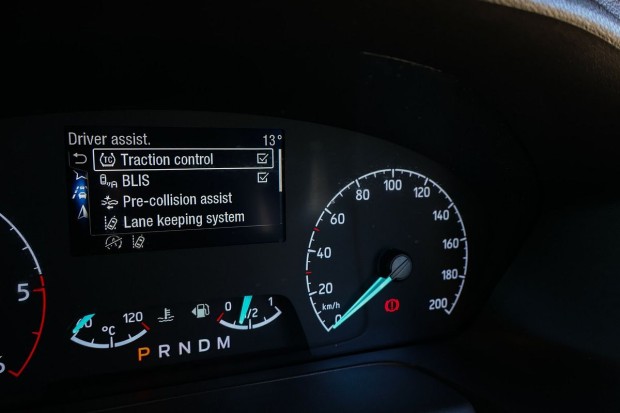 Driver assist. 13°
TC Traction control
BLIS
Pre-collision assist
Lane keeping system
20
40
60
80
100
120
140
160
180
200
0
km/h
5
120
°C
0
1/2
1
P R N D M